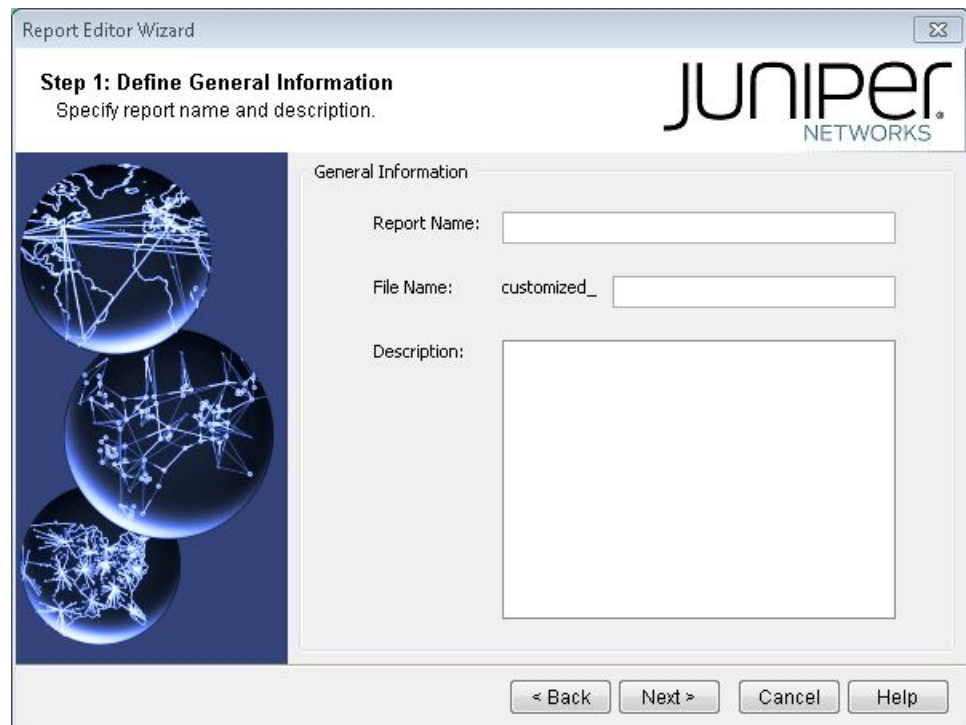 Report Editor Wizard
Step 1: Define General Information
Specify report name and description.
JUNIPER
NETWORKS
General Information
Report Name:
File Name: customized_
Description:
< Back Next > Cancel Help